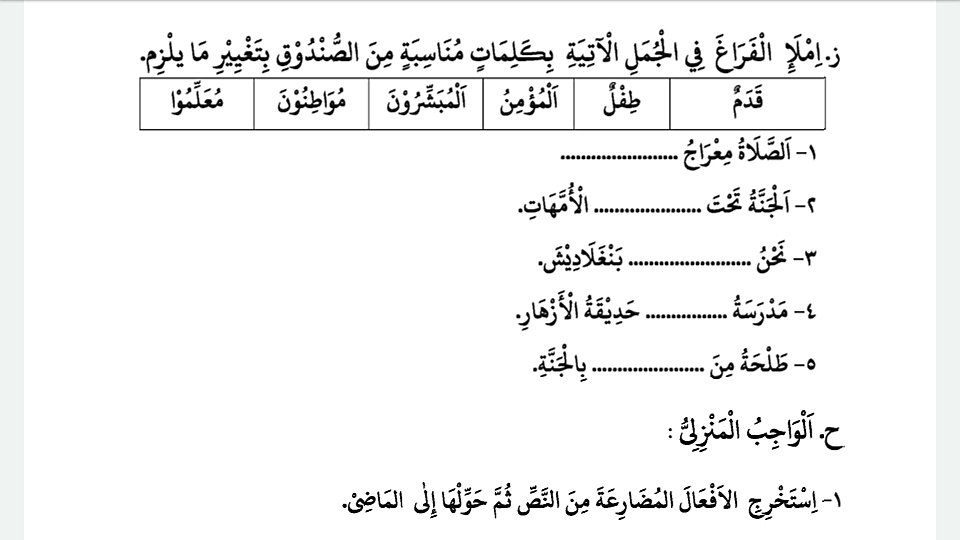 ز. اِمْلَإِ الْفَرَاغَ فِي الْجُمَلِ الْآتِيَةِ بِكَلِمَاتٍ مُنَاسِبَةٍ مِنَ الصُّنْدُوْقِ بِتَغْيِيْرِ مَا يلْزِم.
قَدَمٌ طِفْلٌ اَلْمُؤْمِنُ اَلْمُبَشِّرُوْنَ مُوَاطِنُوْنَ مُعَلِّمُوْا
١- اَلصَّلَاةُ مِعْرَاجُ .......................
٢- اَلْجَنَّةُ تَحْتَ ..................... الْأُمَّهَاتِ.
٣- نَحْنُ ........................ بَنْغَلَادِيْشَ.
٤- مَدْرَسَةُ ................ حَدِيْقَةُ الْأَزْهَارِ.
٥- طَلْحَةُ مِنَ ...................... بِالْجَنَّةِ.
ح. اَلْوَاجِبُ الْمَنْزِلِيُّ :
١- اِسْتَخْرِجِ الاَفْعَالَ المُضَارِعَةَ مِنَ النَّصِّ ثُمَّ حَوِّلْهَا إِلٰى المَاضِىْ.